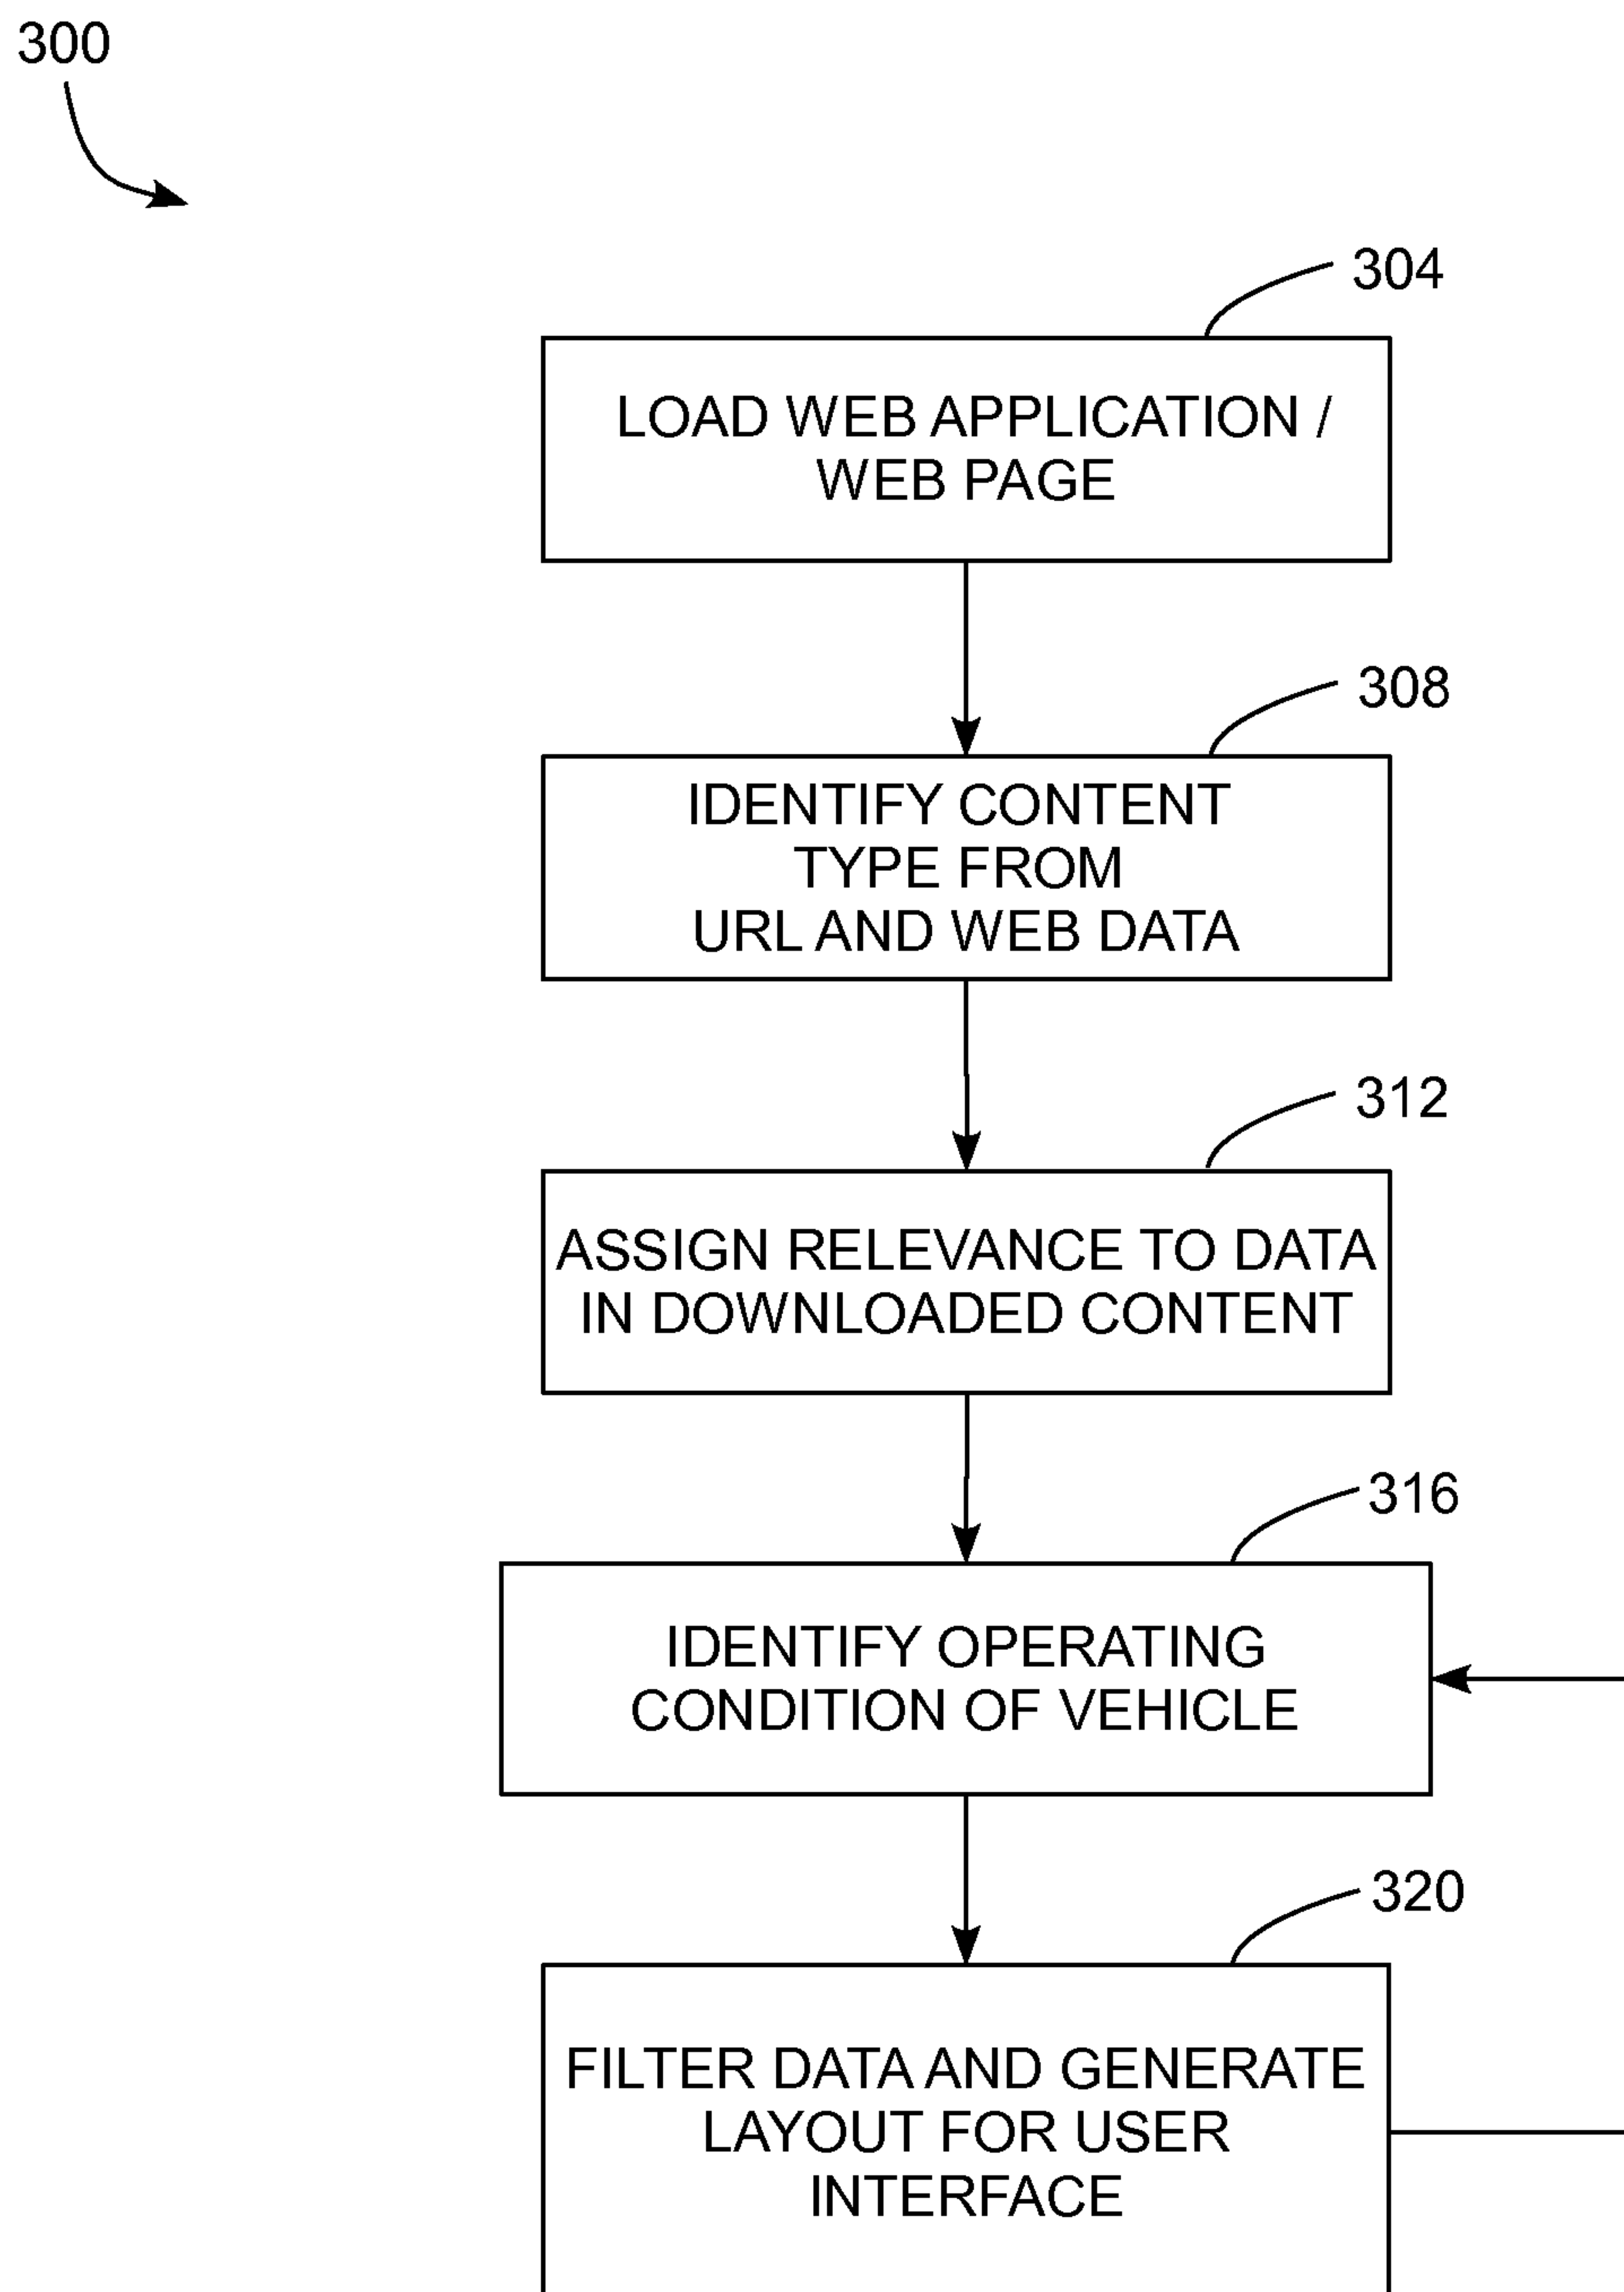 300
304
LOAD WEB APPLICATION /
WEB PAGE
308
IDENTIFY CONTENT
TYPE FROM
URL AND WEB DATA
312
ASSIGN RELEVANCE TO DATA
IN DOWNLOADED CONTENT
316
IDENTIFY OPERATING
CONDITION OF VEHICLE
320
FILTER DATA AND GENERATE
LAYOUT FOR USER
INTERFACE